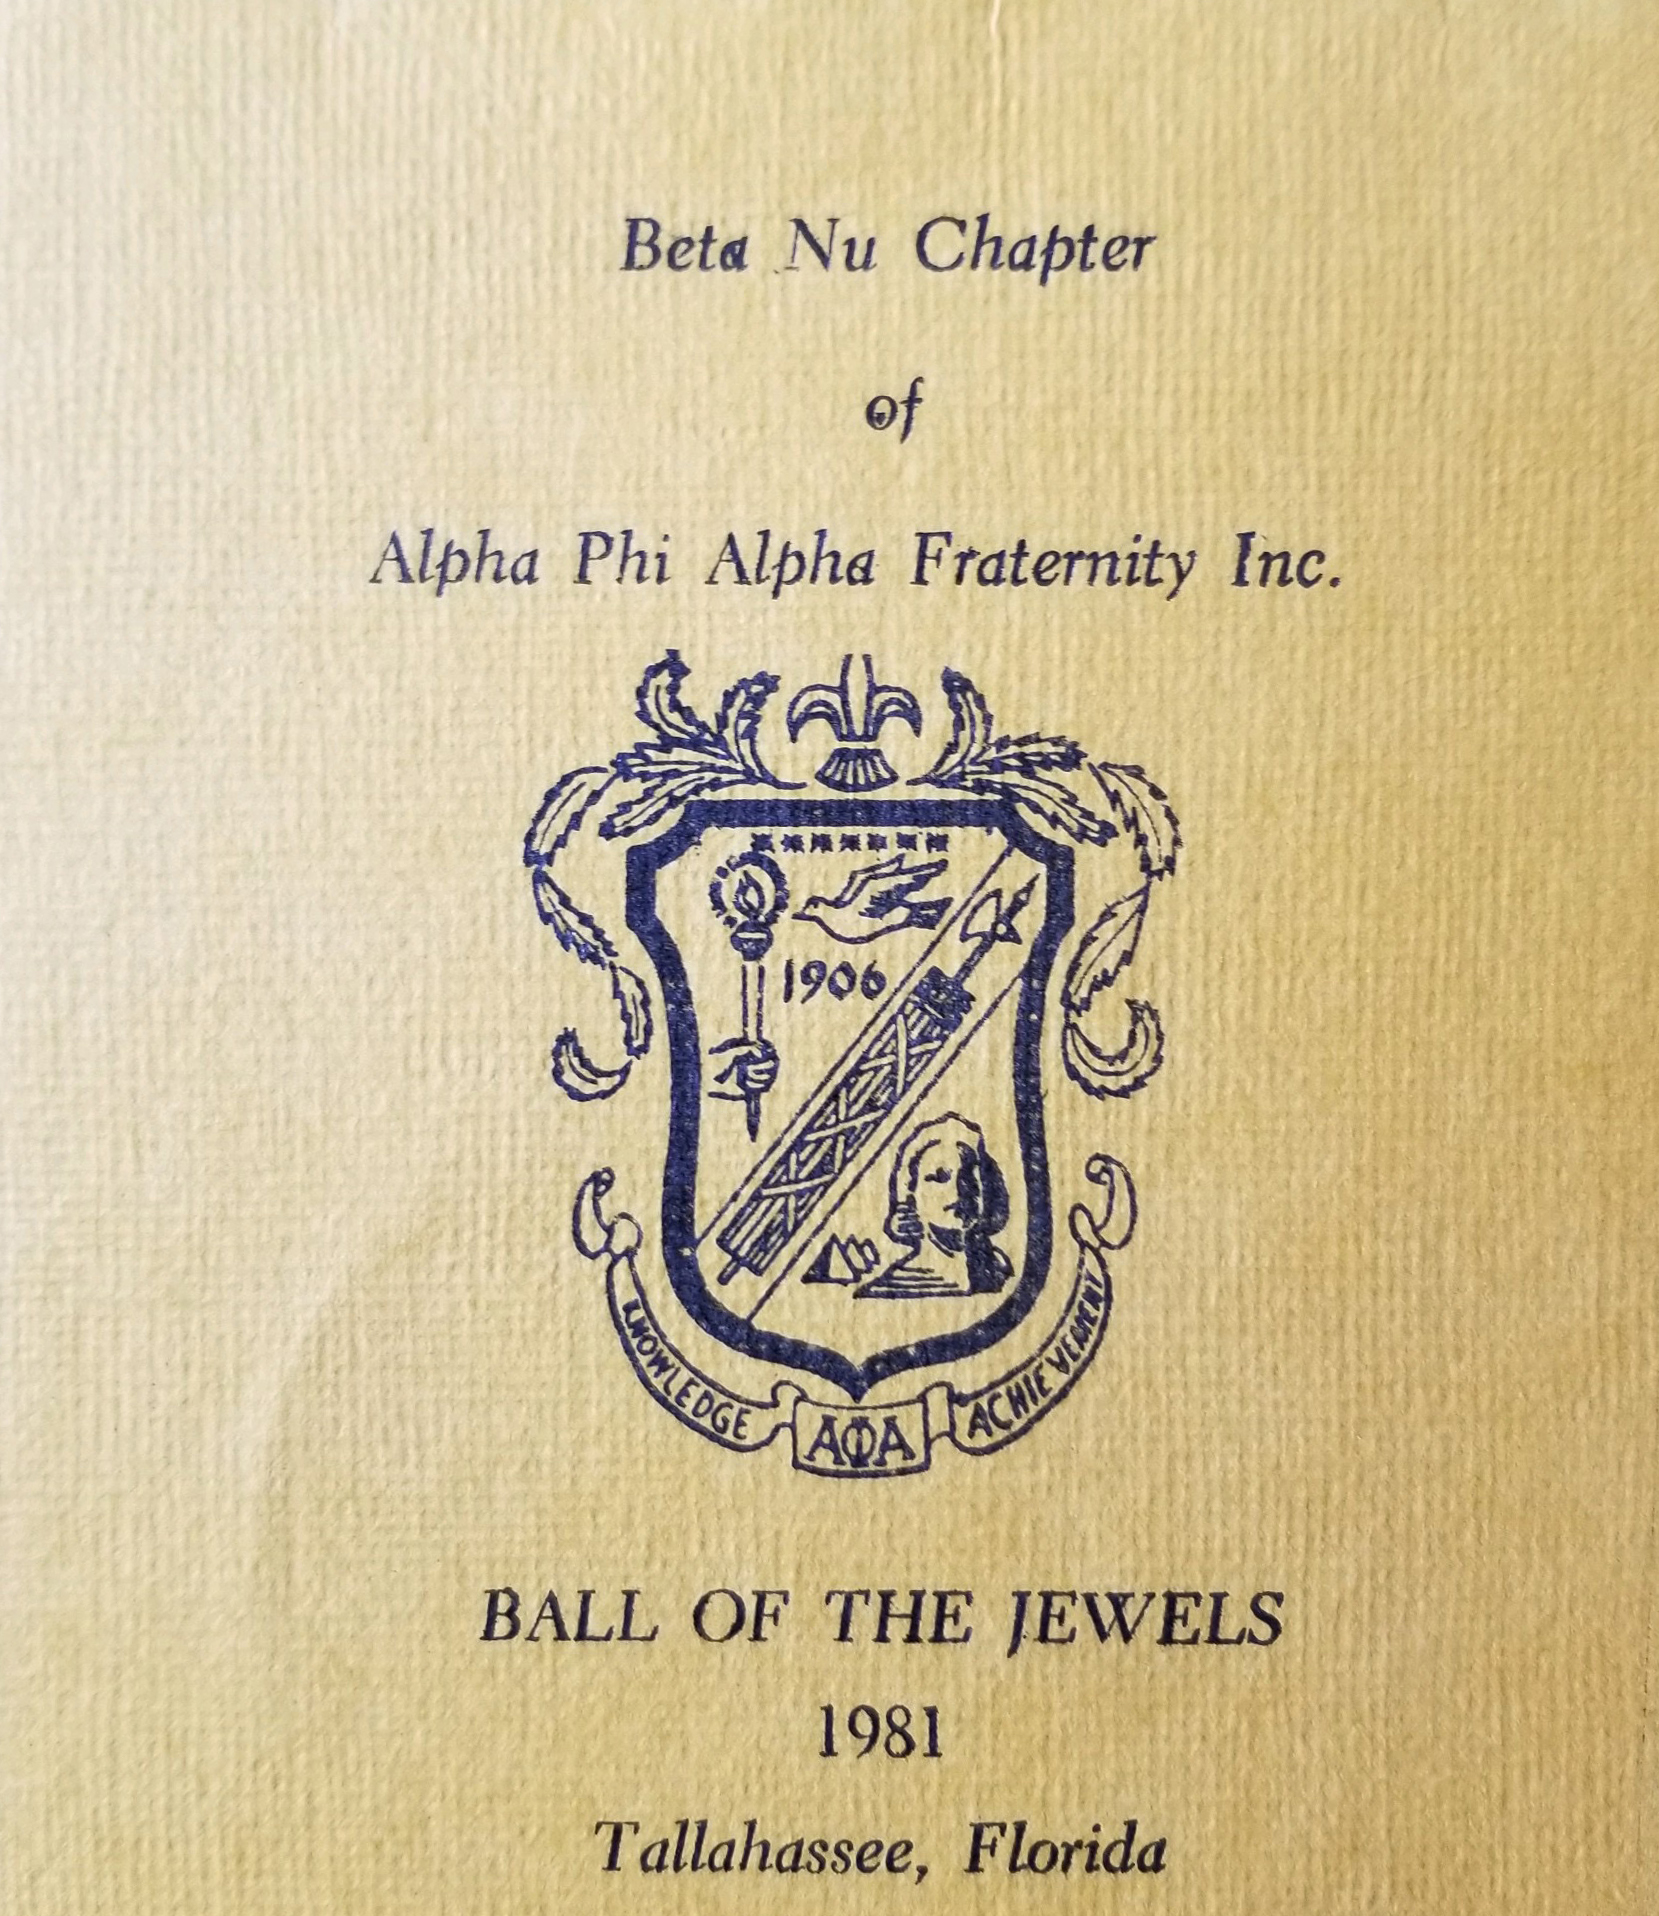 Beta Nu Chapter
of
Alpha Phi Alpha Fraternity Inc.
1906
KNOWLEDGE
ΑΦΑ
ACHIEVEMENT
BALL OF THE JEWELS
1981
Tallahassee, Florida